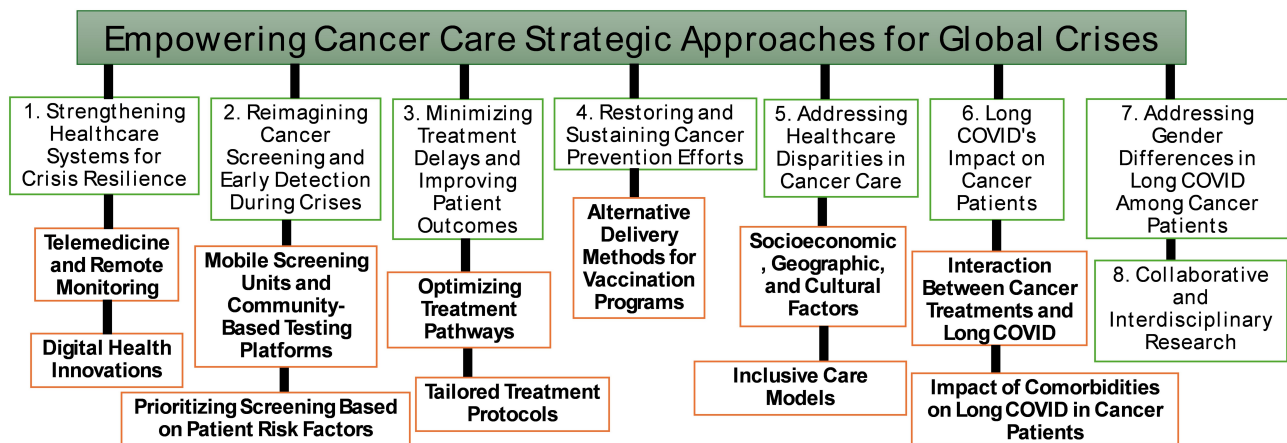 Empowering Cancer Care Strategic Approaches for Global Crises
1. Strengthening
Healthcare
Systems for
Crisis Resilience
Telemedicine
and Remote
Monitoring
Digital Health
Innovations
2. Reimagining
Cancer
Screening and
Early Detection
During Crises
Mobile Screening
Units and
Community-
Based Testing
Platforms
Prioritizing Screening Based
on Patient Risk Factors
3. Minimizing
Treatment
Delays and
Improving
Patient
Outcomes
Optimizing
Treatment
Pathways
Tailored Treatment
Protocols
4. Restoring and
Sustaining Cancer
Prevention Efforts
Alternative
Delivery
Methods for
Vaccination
Programs
5. Addressing
Healthcare
Disparities in
Cancer Care
Socioeconomic
, Geographic,
and Cultural
Factors
Inclusive Care
Models
6. Long
COVID's
Impact on
Cancer
Patients
Interaction
Between Cancer
Treatments and
Long COVID
Impact of Comorbidities
on Long COVID in Cancer
Patients
7. Addressing
Gender
Differences in
Long COVID
Among Cancer
Patients
8. Collaborative
and
Interdisciplinary
Research